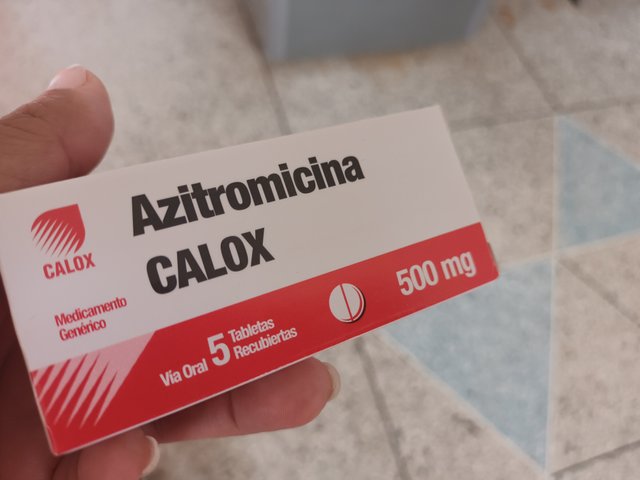 Azitromicina
CALOX
CALOX
Medicamento
Genérico
Vía Oral 5 Tabletas
Recubiertas
500 mg